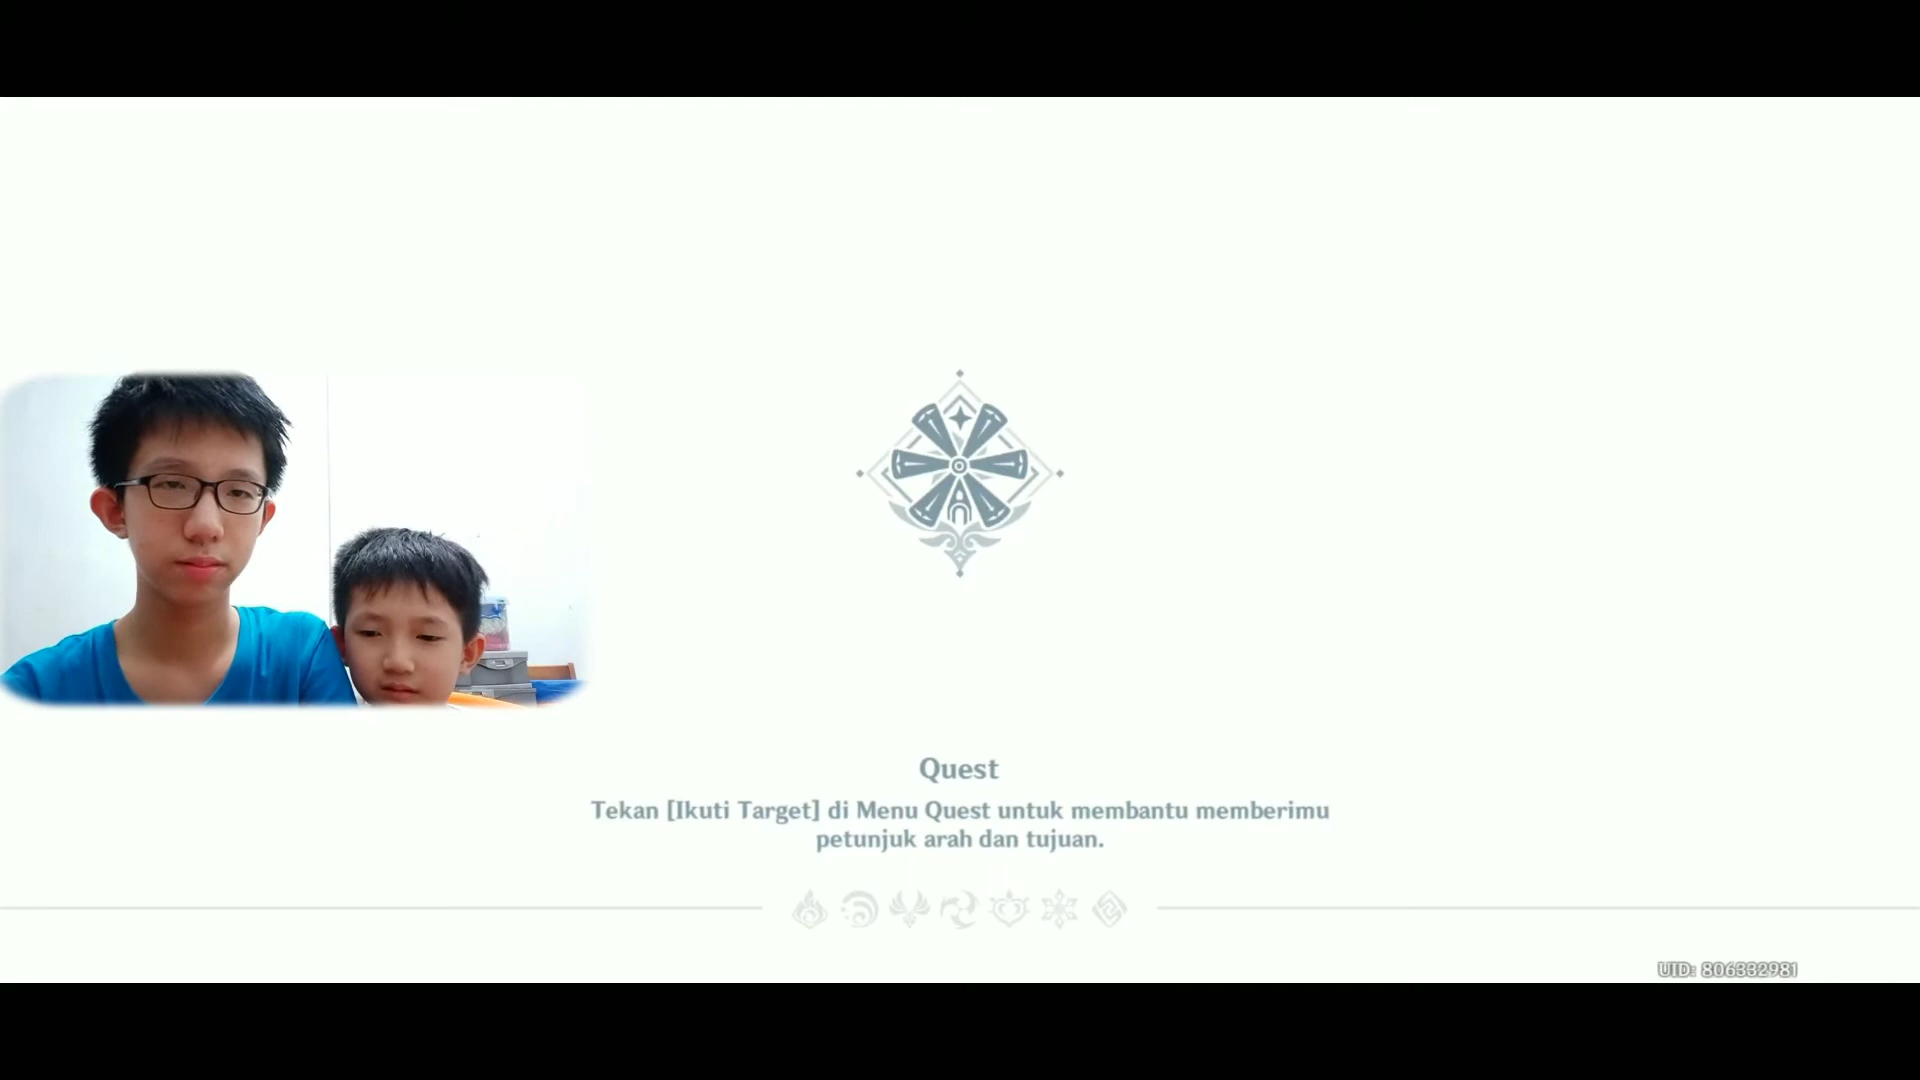 Quest
Tekan [Ikuti Target] di Menu Quest untuk membantu memberimu
petunjuk arah dan tujuan.
UID: 806332981